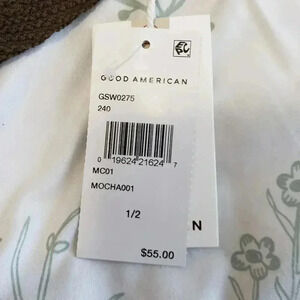 GOOD AMERICAN
GSW0275
240
0 19624 21624 7
MC01
MOCHA001
1/2
N
$55.00